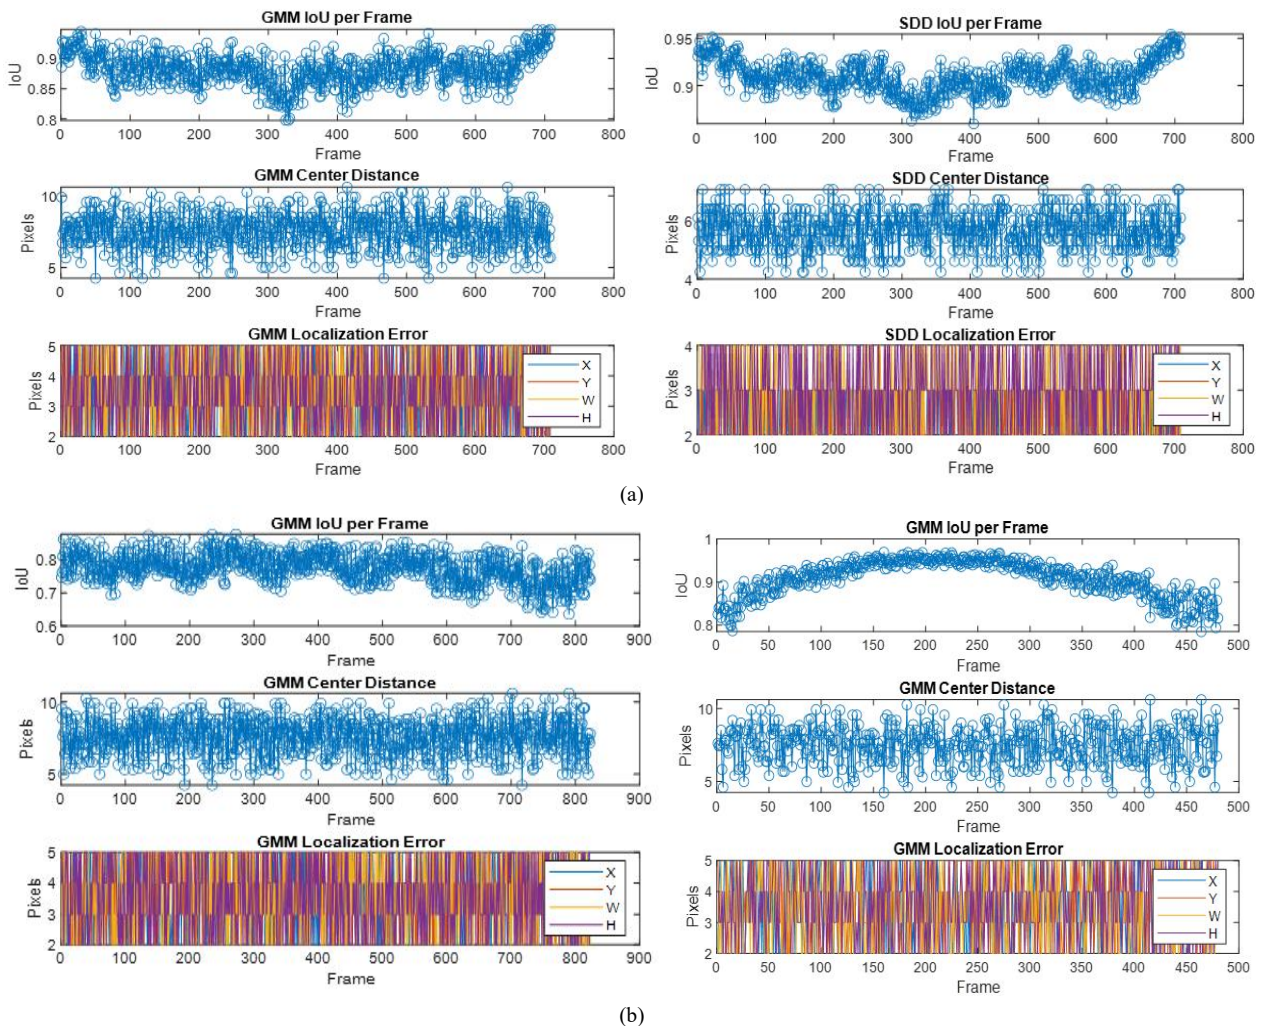 GMM IoU per Frame
IoU
0.9
0.85
0.8
0 100 200 300 400 500 600 700 800
Frame
GMM Center Distance
Pixels
10
5
0 100 200 300 400 500 600 700 800
Frame
GMM Localization Error
Pixels
5
4
3
2
X
Y
W
H
0 100 200 300 400 500 600 700 800
Frame
SDD IoU per Frame
IoU
0.95
0.9
0 100 200 300 400 500 600 700 800
Frame
SDD Center Distance
Pixels
6
4
0 100 200 300 400 500 600 700 800
Frame
SDD Localization Error
Pixels
4
3
2
X
Y
W
H
0 100 200 300 400 500 600 700 800
Frame
(a)
GMM IoU per Frame
IoU
0.8
0.7
0.6
0 100 200 300 400 500 600 700 800 900
Frame
GMM Center Distance
Pixels
10
5
0 100 200 300 400 500 600 700 800 900
Frame
GMM Localization Error
Pixels
5
4
3
2
X
Y
W
H
0 100 200 300 400 500 600 700 800 900
Frame
GMM IoU per Frame
IoU
1
0.9
0.8
0 50 100 150 200 250 300 350 400 450 500
Frame
GMM Center Distance
Pixels
10
5
0 50 100 150 200 250 300 350 400 450 500
Frame
GMM Localization Error
Pixels
5
4
3
2
X
Y
W
H
0 50 100 150 200 250 300 350 400 450 500
Frame
(b)